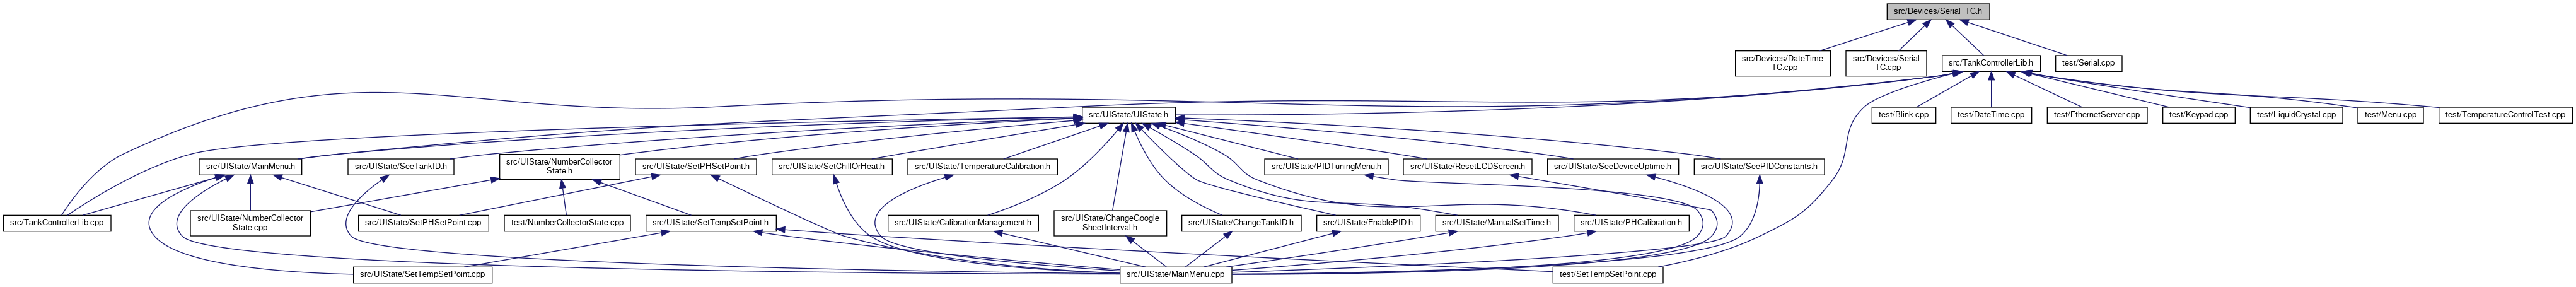 src/Devices/Serial_TC.h
src/Devices/DateTime
_TC.cpp
src/Devices/Serial
_TC.cpp
src/TankControllerLib.h
test/Serial.cpp
src/UIState/UIState.h
test/Blink.cpp
test/DateTime.cpp
test/EthernetServer.cpp
test/Keypad.cpp
test/LiquidCrystal.cpp
test/Menu.cpp
test/TemperatureControlTest.cpp
src/UIState/MainMenu.h
src/UIState/SeeTankID.h
src/UIState/NumberCollector
State.h
src/UIState/SetPHSetPoint.h
src/UIState/SetChillOrHeat.h
src/UIState/TemperatureCalibration.h
src/UIState/PIDTuningMenu.h
src/UIState/ResetLCDScreen.h
src/UIState/SeeDeviceUptime.h
src/UIState/SeePIDConstants.h
src/TankControllerLib.cpp
src/UIState/NumberCollector
State.cpp
src/UIState/SetPHSetPoint.cpp
test/NumberCollectorState.cpp
src/UIState/SetTempSetPoint.h
src/UIState/CalibrationManagement.h
src/UIState/ChangeGoogle
SheetInterval.h
src/UIState/ChangeTankID.h
src/UIState/EnablePID.h
src/UIState/ManualSetTime.h
src/UIState/PHCalibration.h
src/UIState/SetTempSetPoint.cpp
src/UIState/MainMenu.cpp
test/SetTempSetPoint.cpp